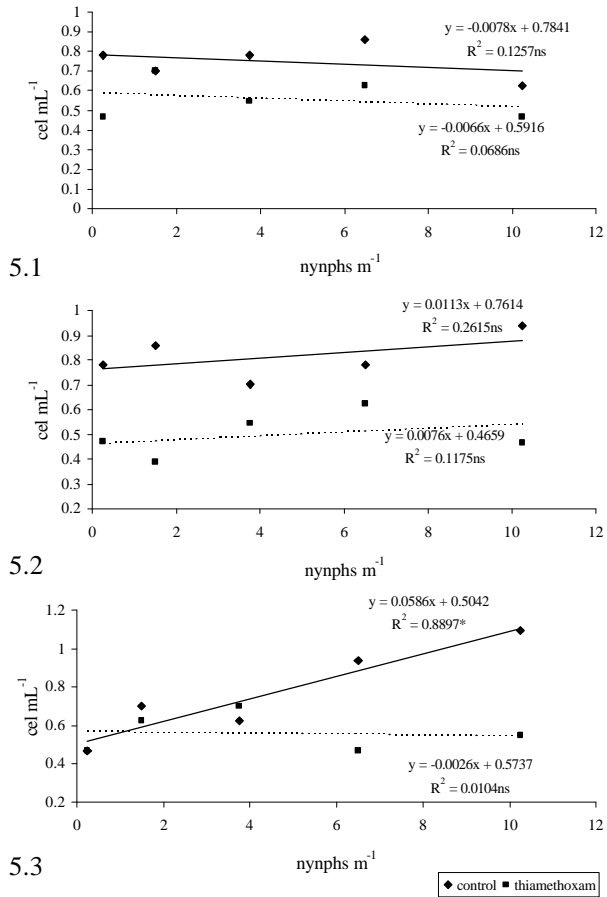 1
0.9
0.8
0.7
0.6
0.5
0.4
0.3
0.2
0.1
0
cel mL-1
y = -0.0078x + 0.7841
R2 = 0.1257ns
y = -0.0066x + 0.5916
R2 = 0.0686ns
0 2 4 6 8 10 12
nynphs m-1
5.1
1
0.9
0.8
0.7
0.6
0.5
0.4
0.3
0.2
cel mL-1
y = 0.0113x + 0.7614
R2 = 0.2615ns
y = 0.0076x + 0.4659
R2 = 0.1175ns
0 2 4 6 8 10 12
nynphs m-1
5.2
1.2
1
0.8
0.6
0.4
0.2
cel mL-1
y = 0.0586x + 0.5042
R2 = 0.8897*
y = -0.0026x + 0.5737
R2 = 0.0104ns
0 2 4 6 8 10 12
nynphs m-1
5.3
control thiamethoxam